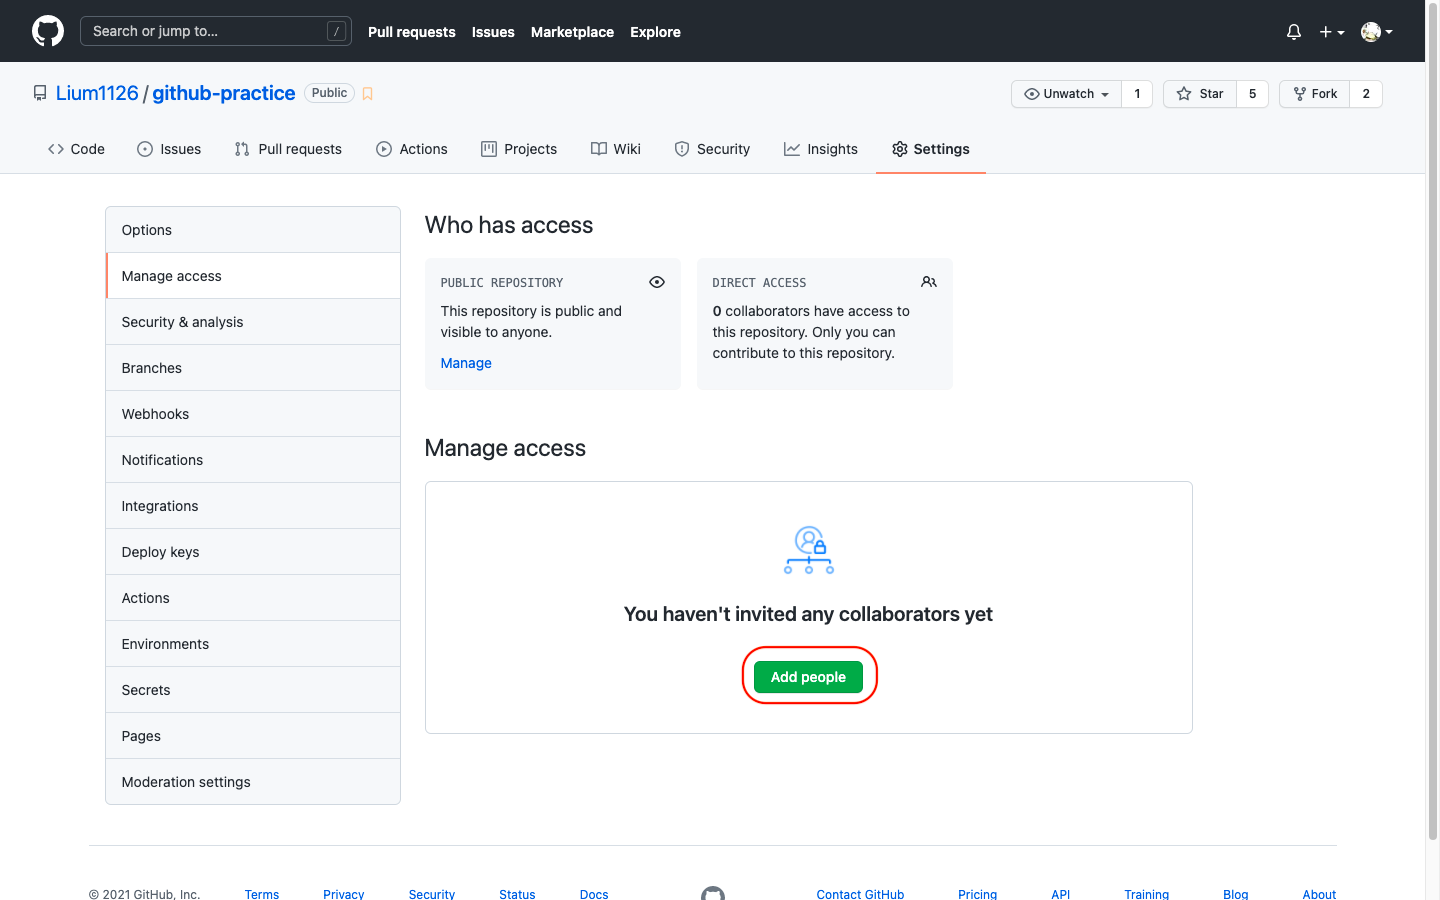 Search or jump to... /
Pull requests Issues Marketplace Explore
Lium1126 / github-practice Public
Unwatch 1 Star 5 Fork 2
Code Issues Pull requests Actions Projects Wiki Security Insights Settings
Options
Manage access
Security & analysis
Branches
Webhooks
Notifications
Integrations
Deploy keys
Actions
Environments
Secrets
Pages
Moderation settings
Who has access
PUBLIC REPOSITORY
This repository is public and
visible to anyone.
Manage
DIRECT ACCESS
0 collaborators have access to
this repository. Only you can
contribute to this repository.
Manage access
You haven't invited any collaborators yet
Add people
© 2021 GitHub, Inc. Terms Privacy Security Status Docs Contact GitHub Pricing API Training Blog About